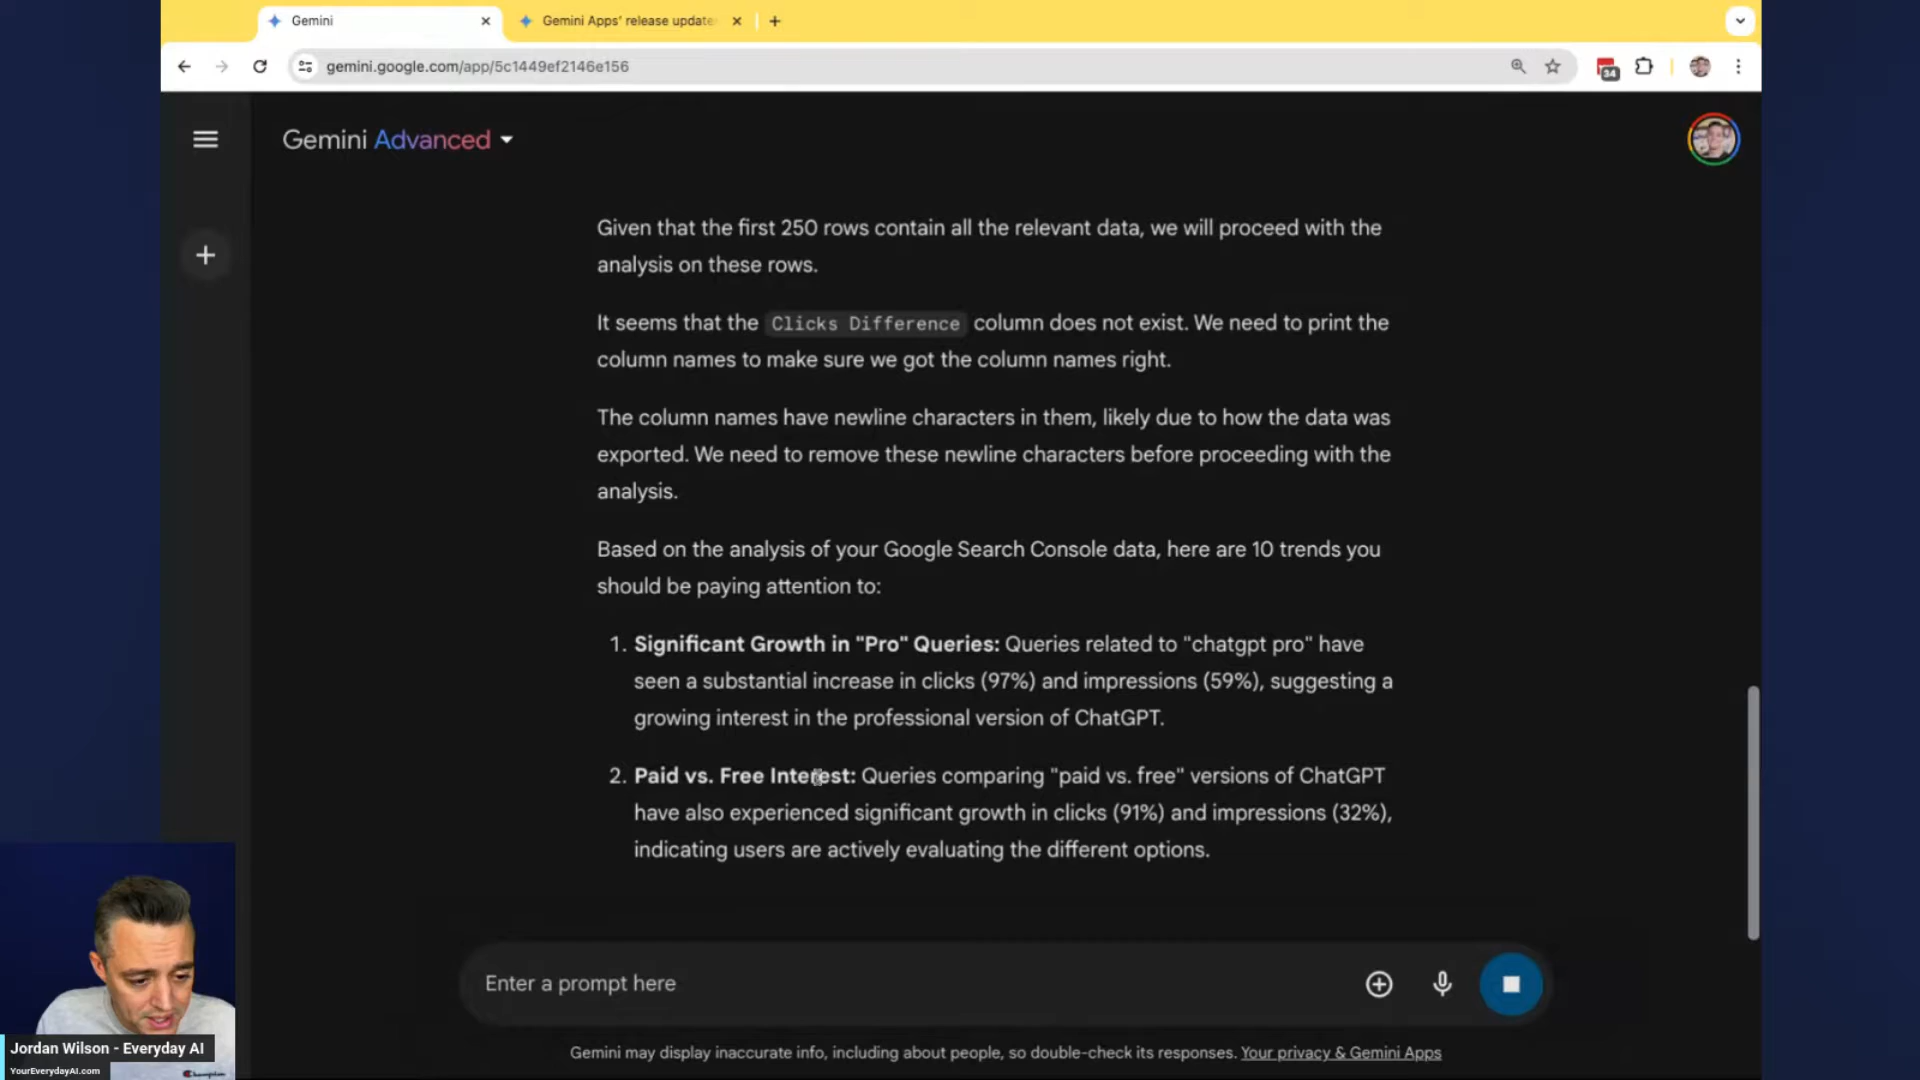 Gemini
Gemini Apps' release update
gemini.google.com/app/5c1449ef2146e156
34
Gemini Advanced
Given that the first 250 rows contain all the relevant data, we will proceed with the
analysis on these rows.
It seems that the Clicks Difference column does not exist. We need to print the
column names to make sure we got the column names right.
The column names have newline characters in them, likely due to how the data was
exported. We need to remove these newline characters before proceeding with the
analysis.
Based on the analysis of your Google Search Console data, here are 10 trends you
should be paying attention to:
1. Significant Growth in "Pro" Queries: Queries related to "chatgpt pro" have
seen a substantial increase in clicks (97%) and impressions (59%), suggesting a
growing interest in the professional version of ChatGPT.
2. Paid vs. Free Interest: Queries comparing "paid vs. free" versions of ChatGPT
have also experienced significant growth in clicks (91%) and impressions (32%),
indicating users are actively evaluating the different options.
Enter a prompt here
Gemini may display inaccurate info, including about people, so double-check its responses. Your privacy & Gemini Apps
Jordan Wilson - Everyday AI
YourEverydayAI.com
Champion